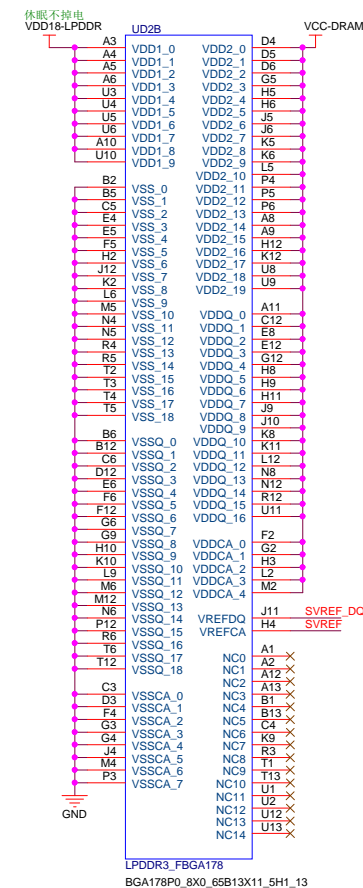 休眠不掉电
VDD18-LPDDR
UD2B
VCC-DRAM
A3 VDD1_0
A4 VDD1_1
A5 VDD1_2
A6 VDD1_3
U3 VDD1_4
U4 VDD1_5
U5 VDD1_6
U6 VDD1_7
A10 VDD1_8
U10 VDD1_9
B2 VSS_0
B5 VSS_1
C5 VSS_2
E4 VSS_3
E5 VSS_4
F5 VSS_5
H2 VSS_6
J12 VSS_7
K2 VSS_8
L6 VSS_9
M5 VSS_10
N4 VSS_11
N5 VSS_12
R4 VSS_13
R5 VSS_14
T2 VSS_15
T3 VSS_16
T4 VSS_17
T5 VSS_18
B6 VSSQ_0
B12 VSSQ_1
C6 VSSQ_2
D12 VSSQ_3
E6 VSSQ_4
F6 VSSQ_5
F12 VSSQ_6
G6 VSSQ_7
G9 VSSQ_8
H10 VSSQ_9
K10 VSSQ_10
L9 VSSQ_11
M6 VSSQ_12
M12 VSSQ_13
N6 VSSQ_14
P12 VSSQ_15
R6 VSSQ_16
T6 VSSQ_17
T12 VSSQ_18
C3 VSSCA_0
D3 VSSCA_1
F4 VSSCA_2
G3 VSSCA_3
G4 VSSCA_4
J4 VSSCA_5
M4 VSSCA_6
P3 VSSCA_7
GND
VDD2_0 D4
VDD2_1 D5
VDD2_2 D6
VDD2_3 G5
VDD2_4 H5
VDD2_5 H6
VDD2_6 J5
VDD2_7 J6
VDD2_8 K5
VDD2_9 K6
VDD2_10 L5
VDD2_11 P4
VDD2_12 P5
VDD2_13 P6
VDD2_14 A8
VDD2_15 A9
VDD2_16 H12
VDD2_17 K12
VDD2_18 U8
VDD2_19 U9
VDDQ_0 A11
VDDQ_1 C12
VDDQ_2 E8
VDDQ_3 E12
VDDQ_4 G12
VDDQ_5 H8
VDDQ_6 H9
VDDQ_7 H11
VDDQ_8 J9
VDDQ_9 J10
VDDQ_10 K8
VDDQ_11 K11
VDDQ_12 L12
VDDQ_13 N8
VDDQ_14 N12
VDDQ_15 R12
VDDQ_16 U11
VDDCA_0 F2
VDDCA_1 G2
VDDCA_2 H3
VDDCA_3 L2
VDDCA_4 M2
VREFDQ J11 SVREF_DQ
VREFCA H4 SVREF
NC0 A1
NC1 A2
NC2 A12
NC3 A13
NC4 B1
NC5 B13
NC6 C4
NC7 K9
NC8 R3
NC9 T1
NC10 T13
NC11 U1
NC12 U2
NC13 U12
NC14 U13
LPDDR3_FBGA178
BGA178P0_8X0_65B13X11_5H1_13